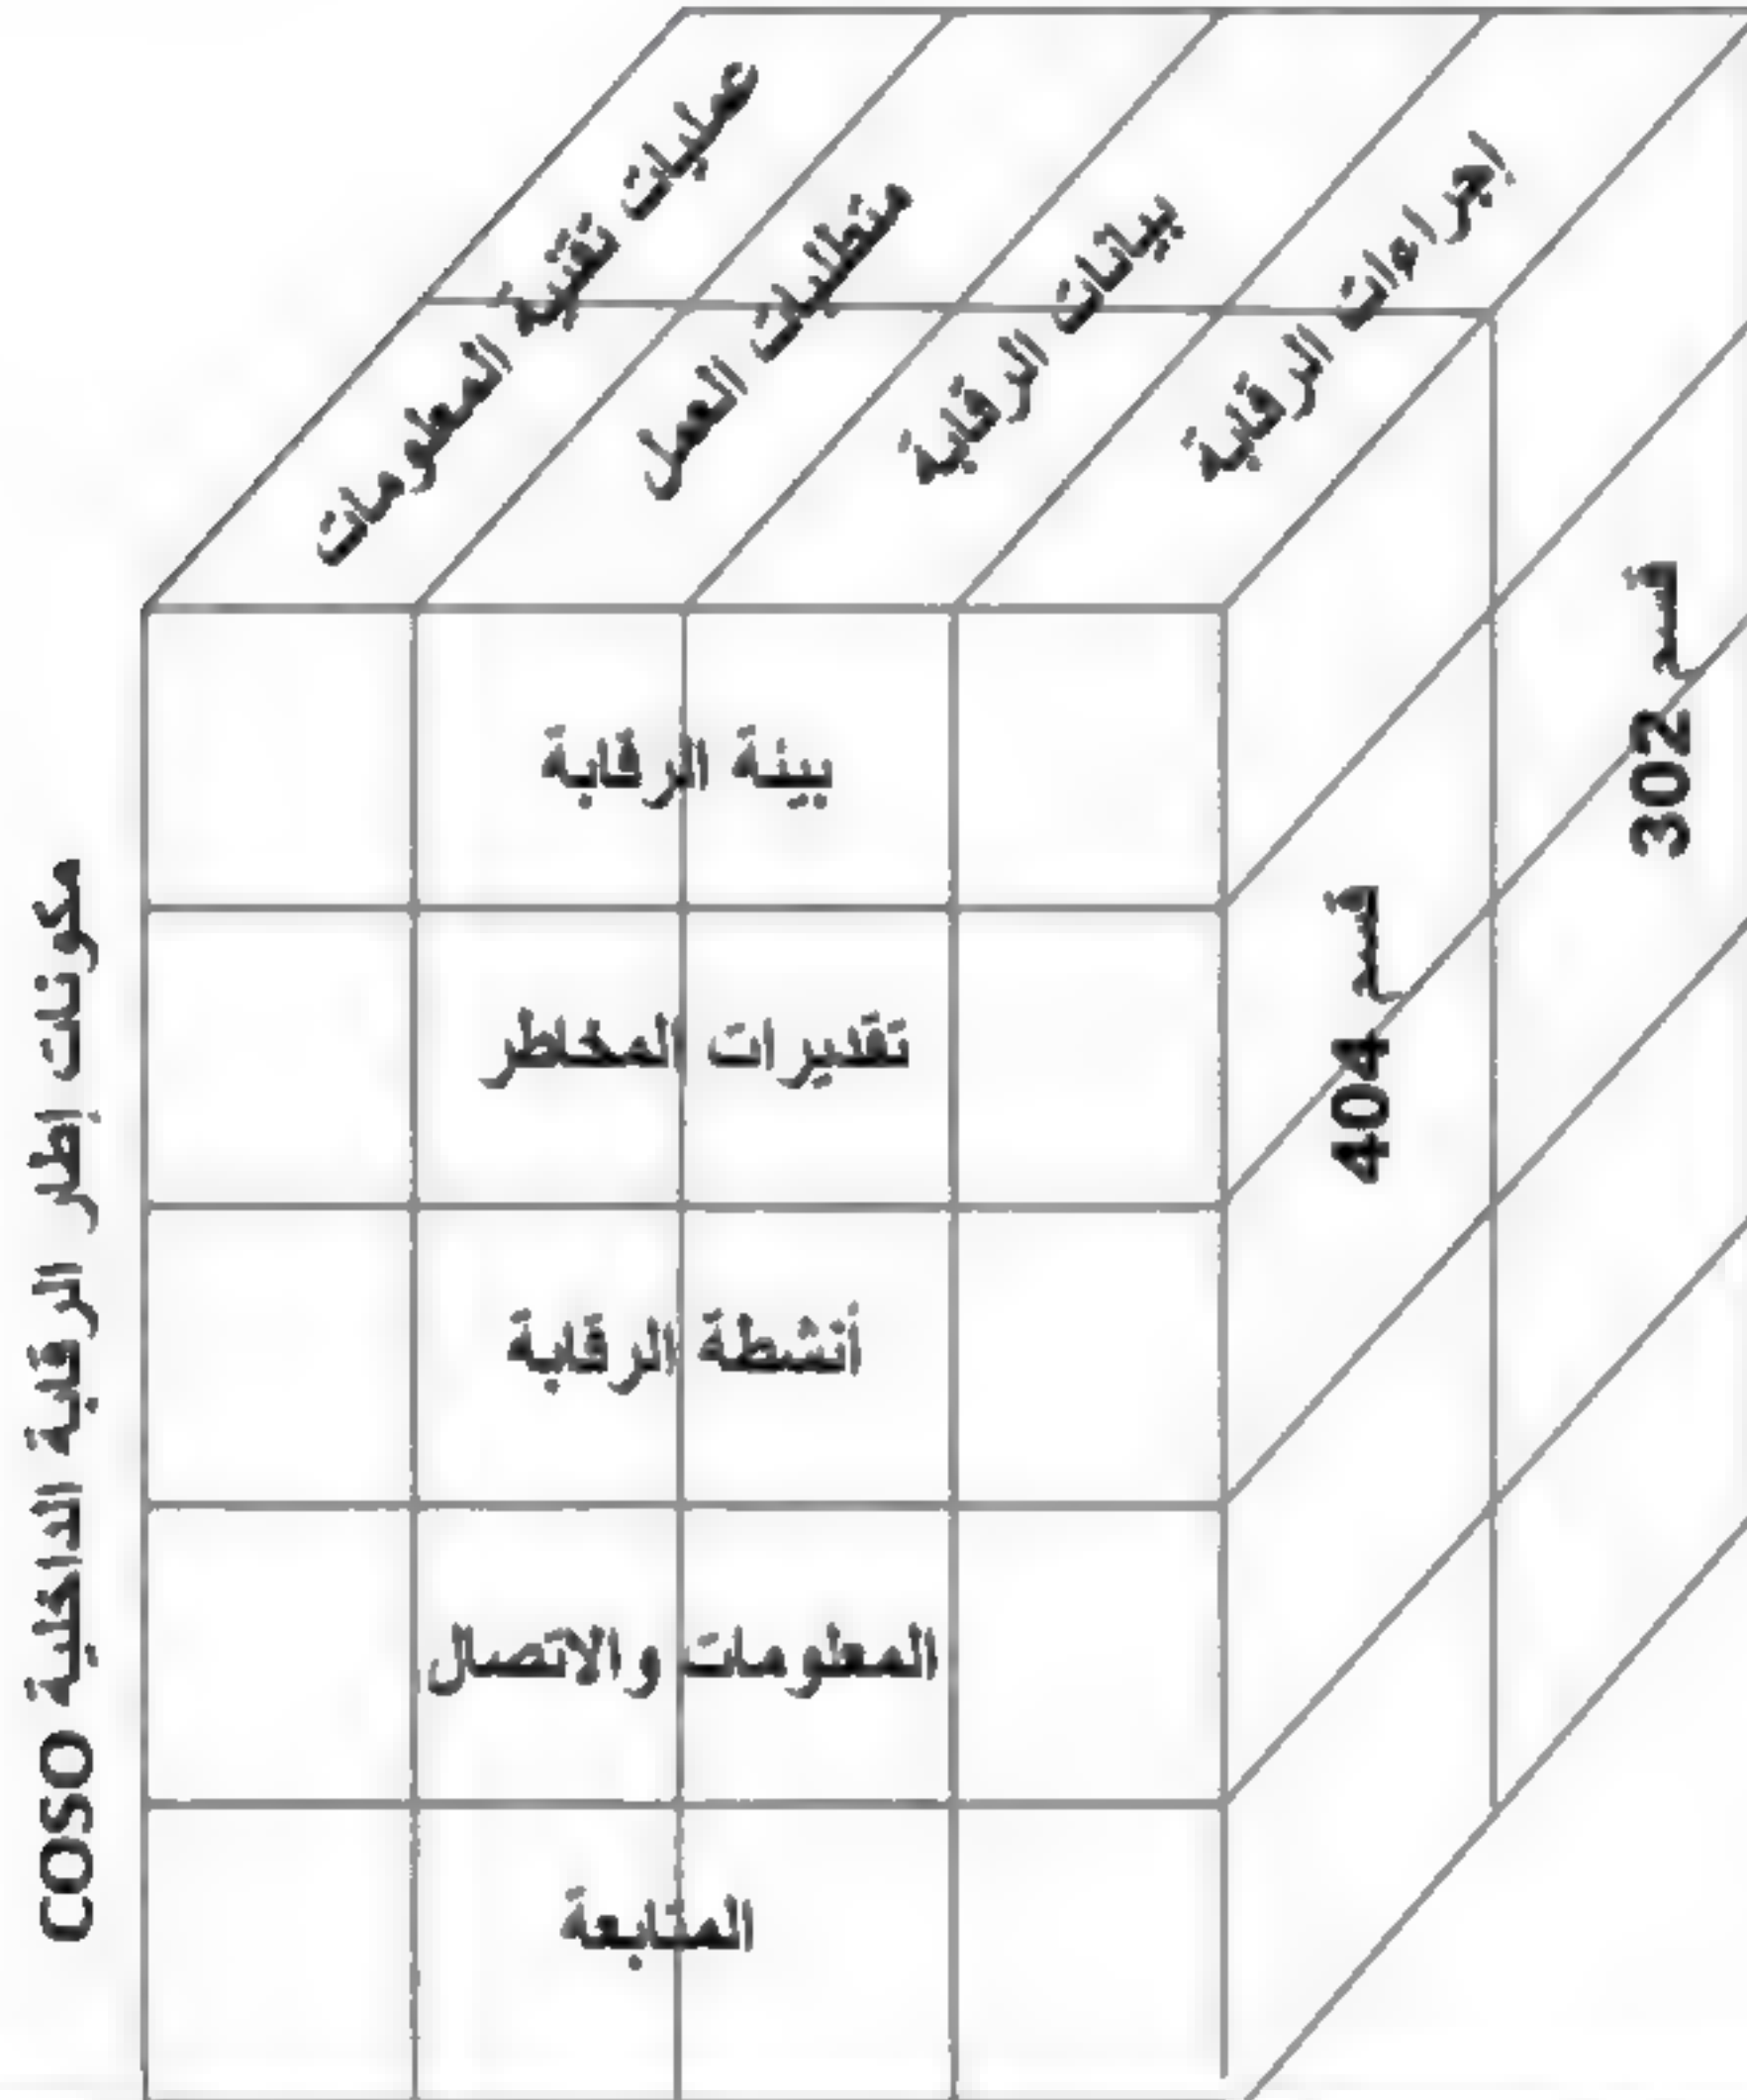 عمليات تقنية المعلومات
متطلبات العمل
بيانات الرقابة
إجراءات الرقابة
قسم 302
قسم 404
بيئة الرقابة
تقديرات المخاطر
أنشطة الرقابة
المعلومات والاتصال
المتابعة
مكونات إطار الرقابة الداخلية COSO